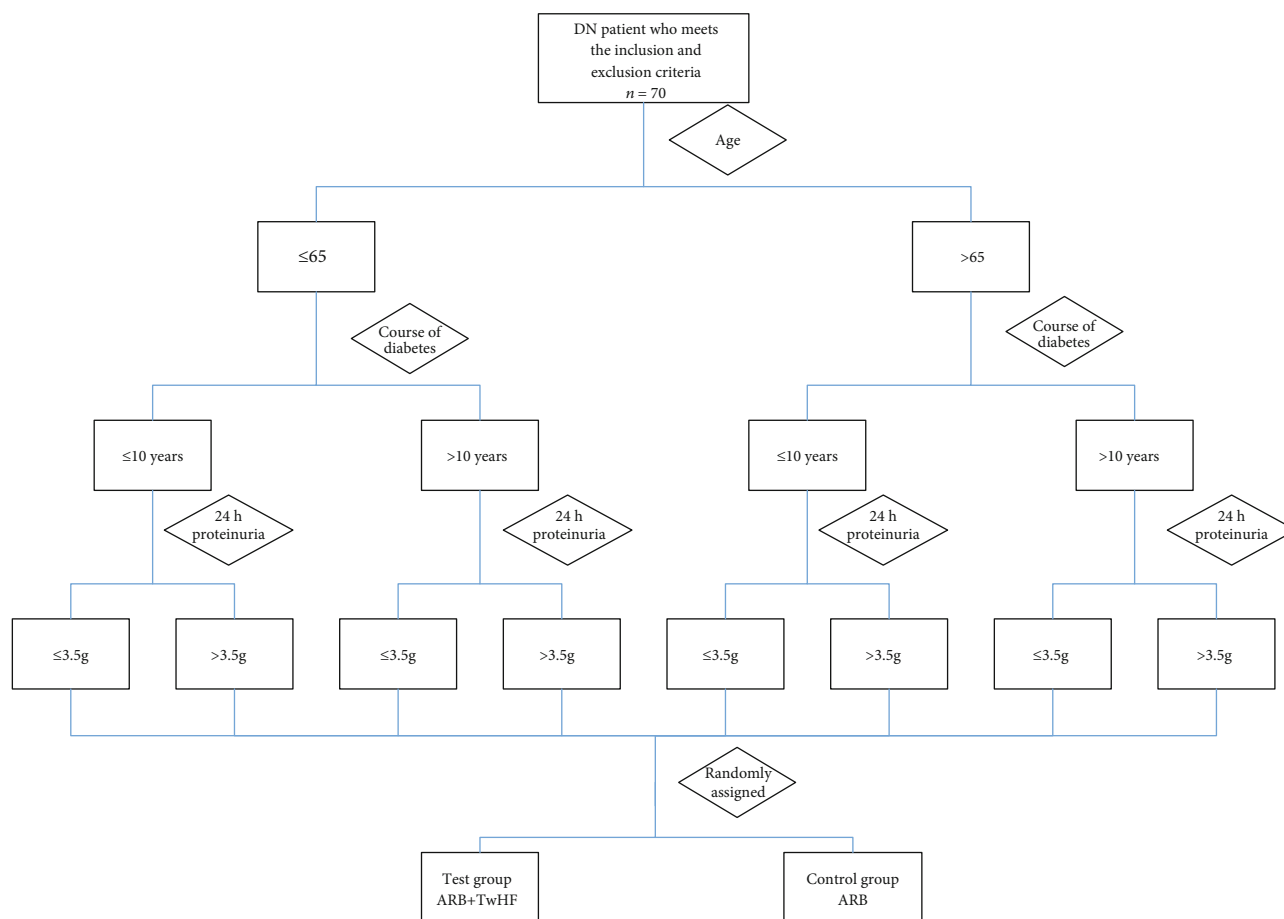 DN patient who meets
the inclusion and
exclusion criteria
n = 70
Age
≤65
>65
Course of
diabetes
Course of
diabetes
≤10 years
>10 years
≤10 years
>10 years
24 h
proteinuria
24 h
proteinuria
24 h
proteinuria
24 h
proteinuria
≤3.5g
>3.5g
≤3.5g
>3.5g
≤3.5g
>3.5g
≤3.5g
>3.5g
Randomly
assigned
Test group
ARB+TwHF
Control group
ARB